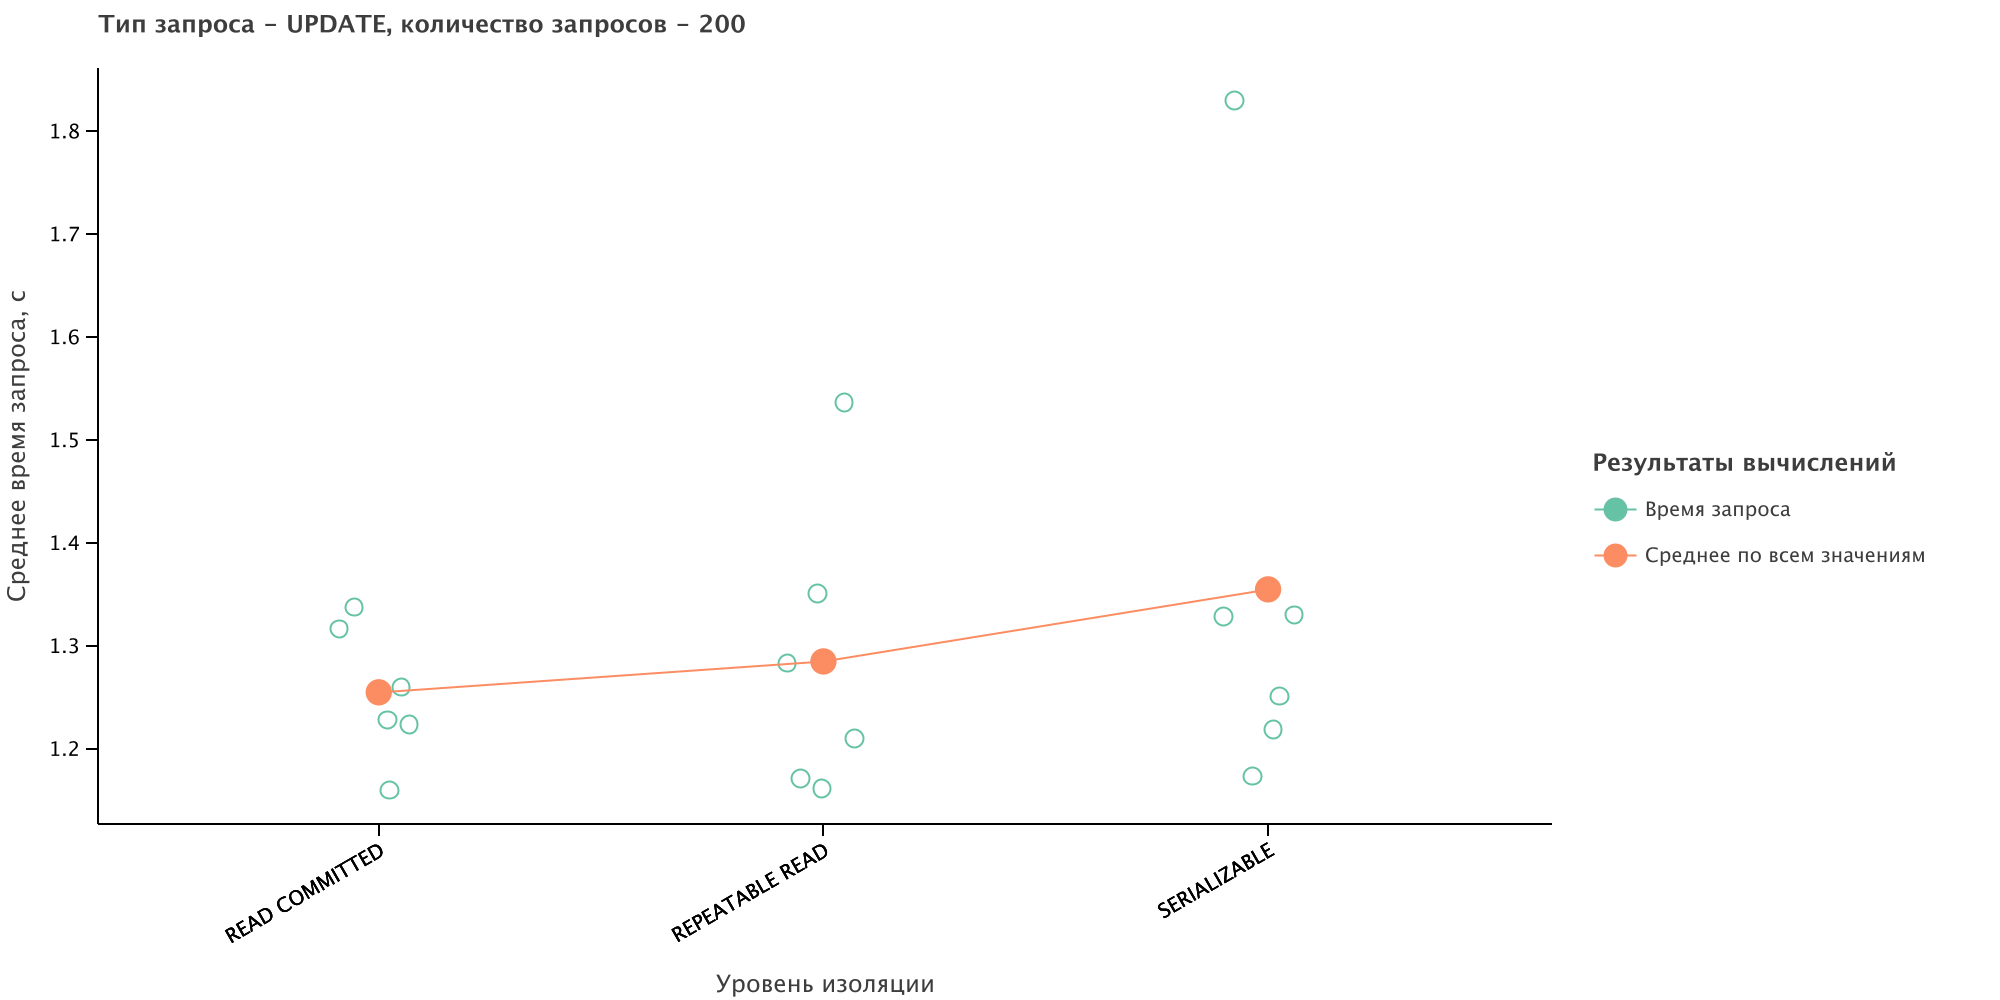 Тип запроса – UPDATE, количество запросов – 200
Среднее время запроса, с
1.8
1.7
1.6
1.5
1.4
1.3
1.2
READ COMMITTED
REPEATABLE READ
SERIALIZABLE
Уровень изоляции
Результаты вычислений
Время запроса
Среднее по всем значениям